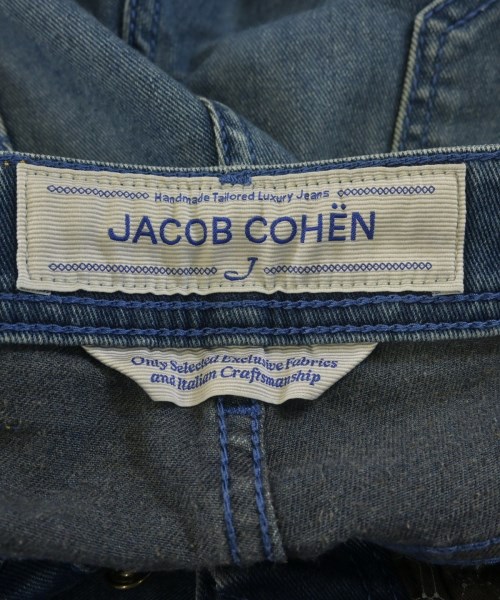 Handmade Tailored Luxury Jeans
JACOB COHËN
J
Only Selected Exclusive Fabrics
and Italian Craftsmanship